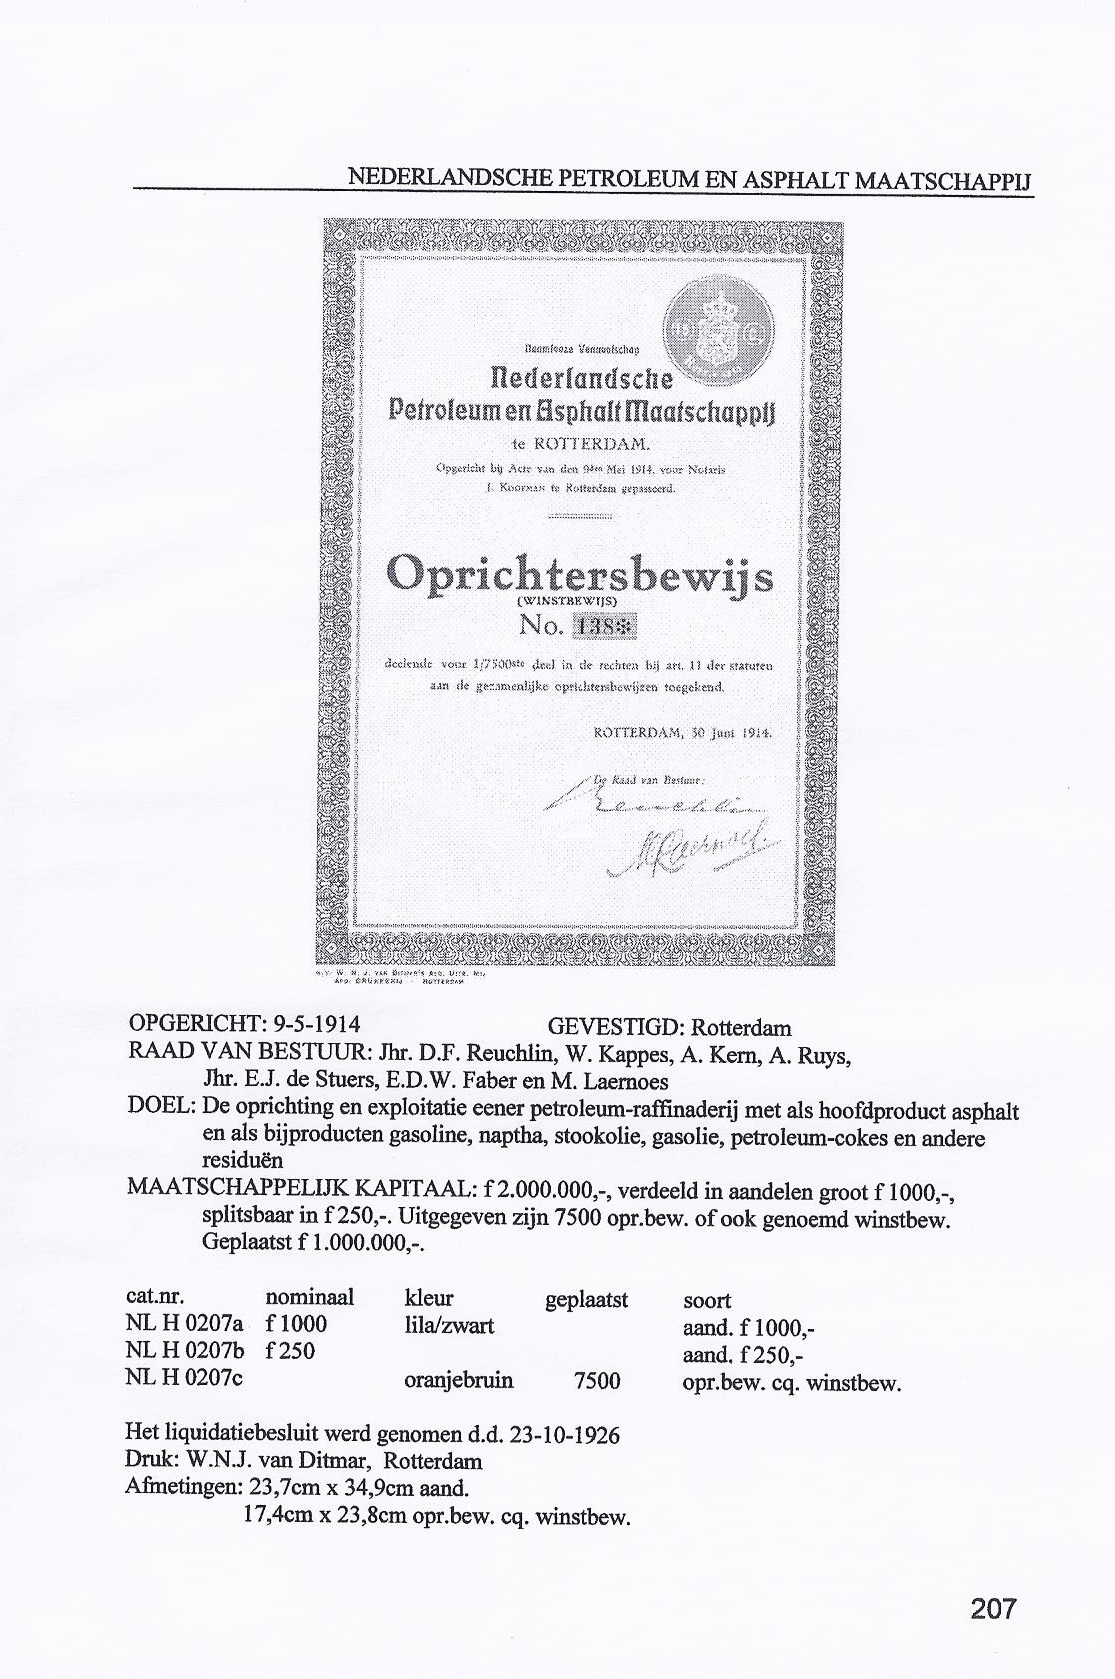 NEDERLANDSCHE PETROLEUM EN ASPHALT MAATSCHAPPIJ
Naamlooze Vennootschap
Nederlandsche
Petroleum en Asphalt Maatschappij
te ROTTERDAM.
Opgericht bij Acte van den 9den Mei 1914, voor Notaris
J. KOORMAN te Rotterdam gepasseerd.
Oprichtersbewijs
(WINSTBEWIJS)
No. 138※
deelende voor 1/7500ste deel in de rechten bij art. 11 der statuten
aan de gezamenlijke oprichtersbewijzen toegekend.
ROTTERDAM, 30 Juni 1914.
De Raad van Bestuur:
Reuchlin
M Laernoes.
N.V. W. N. J. VAN DITMAR'S
DRUKKERIJ - ROTTERDAM
OPGERICHT: 9-5-1914 GEVESTIGD: Rotterdam
RAAD VAN BESTUUR: Jhr. D.F. Reuchlin, W. Kappes, A. Kern, A. Ruys,
Jhr. E.J. de Stuers, E.D.W. Faber en M. Laernoes
DOEL: De oprichting en exploitatie eener petroleum-raffinaderij met als hoofdproduct asphalt
en als bijproducten gasoline, naptha, stookolie, gasolie, petroleum-cokes en andere
residuën
MAATSCHAPPELIJK KAPITAAL: f 2.000.000,-, verdeeld in aandelen groot f 1000,-,
splitsbaar in f 250,-. Uitgegeven zijn 7500 opr.bew. of ook genoemd winstbew.
Geplaatst f 1.000.000,-.
cat.nr. nominaal kleur geplaatst soort
NL H 0207a f 1000 lila/zwart aand. f 1000,-
NL H 0207b f 250 aand. f 250,-
NL H 0207c oranjebruin 7500 opr.bew. cq. winstbew.
Het liquidatiebesluit werd genomen d.d. 23-10-1926
Druk: W.N.J. van Ditmar, Rotterdam
Afmetingen: 23,7cm x 34,9cm aand.
17,4cm x 23,8cm opr.bew. cq. winstbew.
207